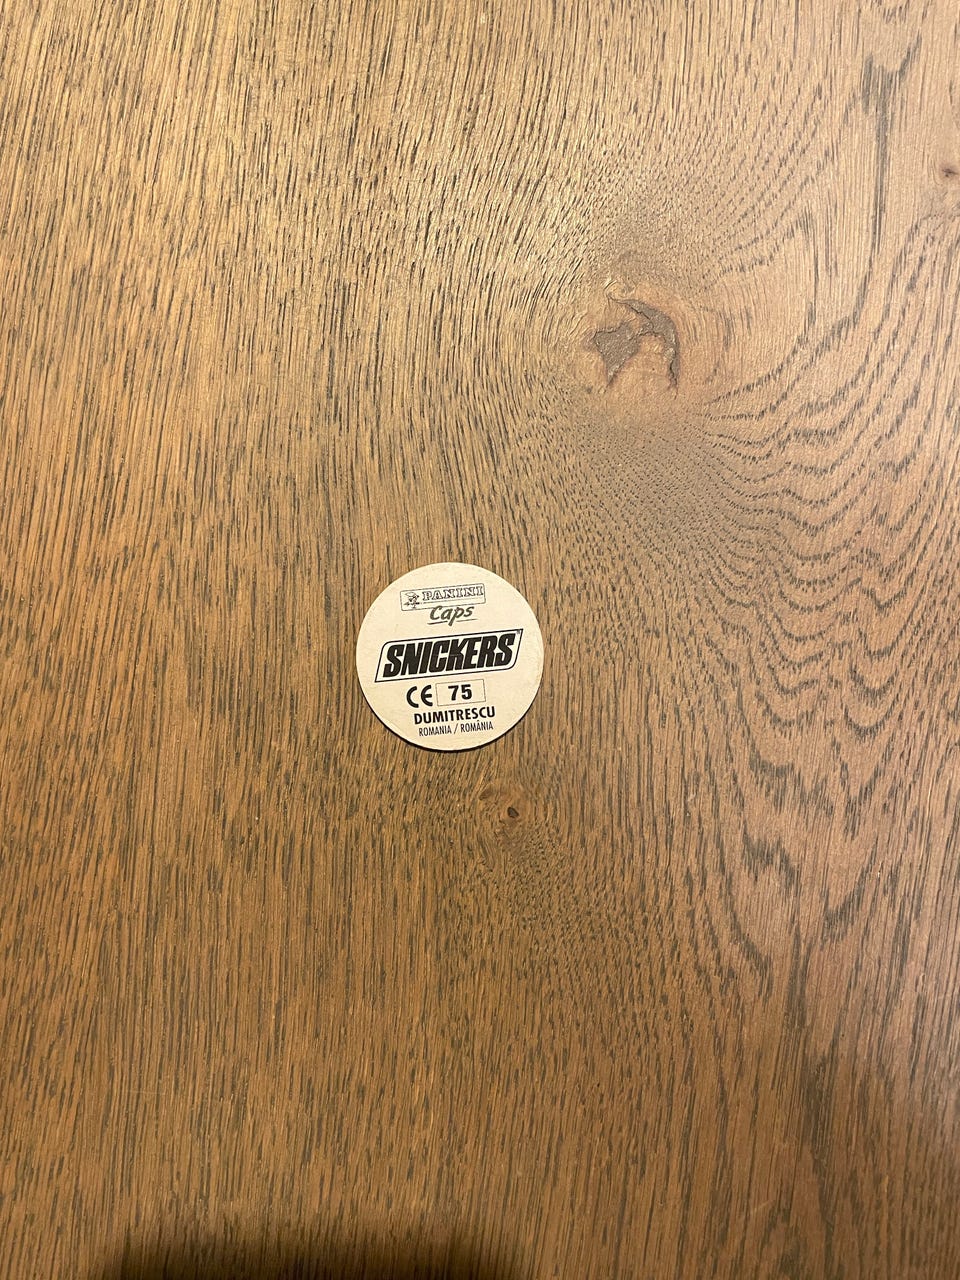 PANINI
Caps
SNICKERS
CE 75
DUMITRESCU
ROMANIA / ROMÂNIA